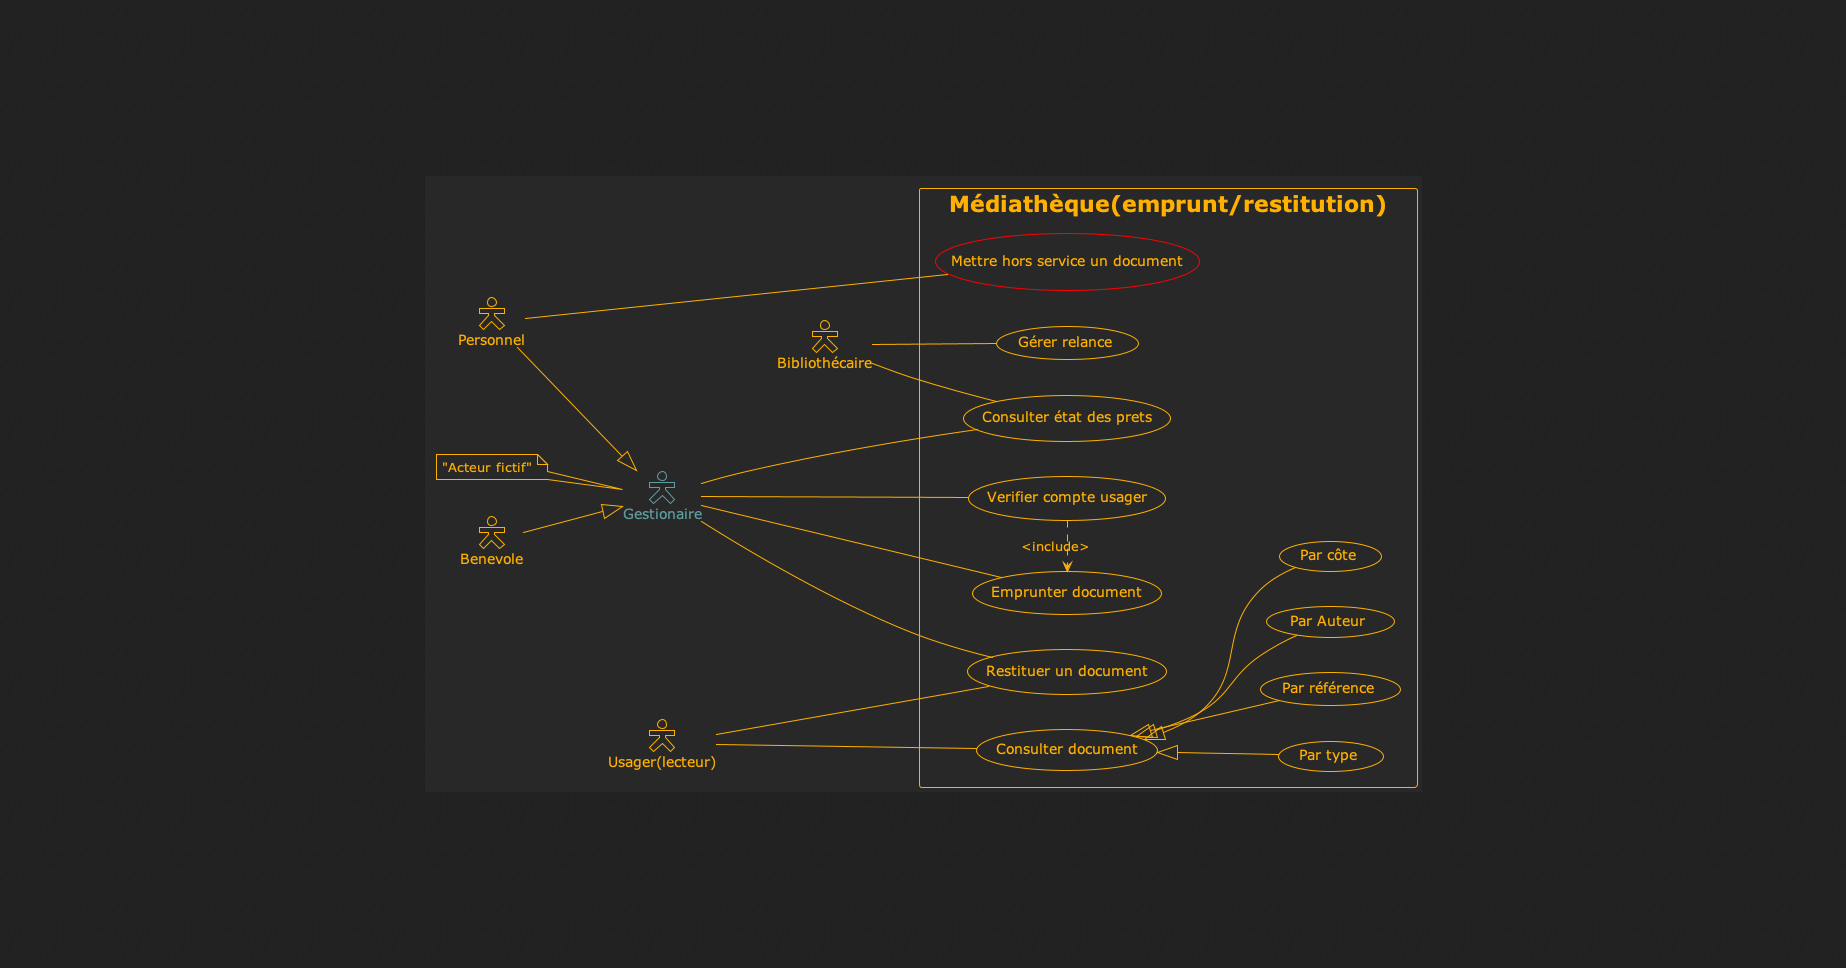 Médiathèque(emprunt/restitution)
Mettre hors service un document
Personnel
Bibliothécaire
Gérer relance
Consulter état des prets
"Acteur fictif"
Gestionaire
Verifier compte usager
<include>
Benevole
Par côte
Emprunter document
Par Auteur
Restituer un document
Par référence
Usager(lecteur)
Consulter document
Par type